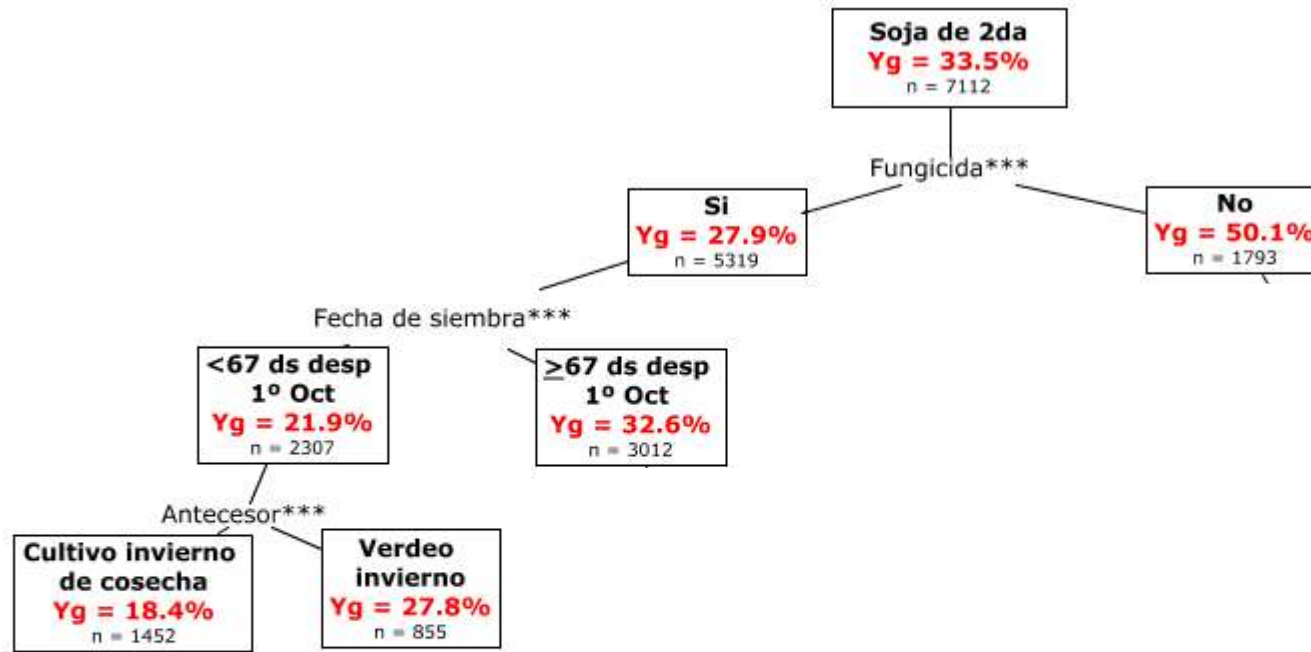 Soja de 2da
Yg = 33.5%
n = 7112
Fungicida***
Si
Yg = 27.9%
n = 5319
No
Yg = 50.1%
n = 1793
Fecha de siembra***
<67 ds desp
1º Oct
Yg = 21.9%
n = 2307
≥67 ds desp
1º Oct
Yg = 32.6%
n = 3012
Antecesor***
Cultivo invierno
de cosecha
Yg = 18.4%
n = 1452
Verdeo
invierno
Yg = 27.8%
n = 855